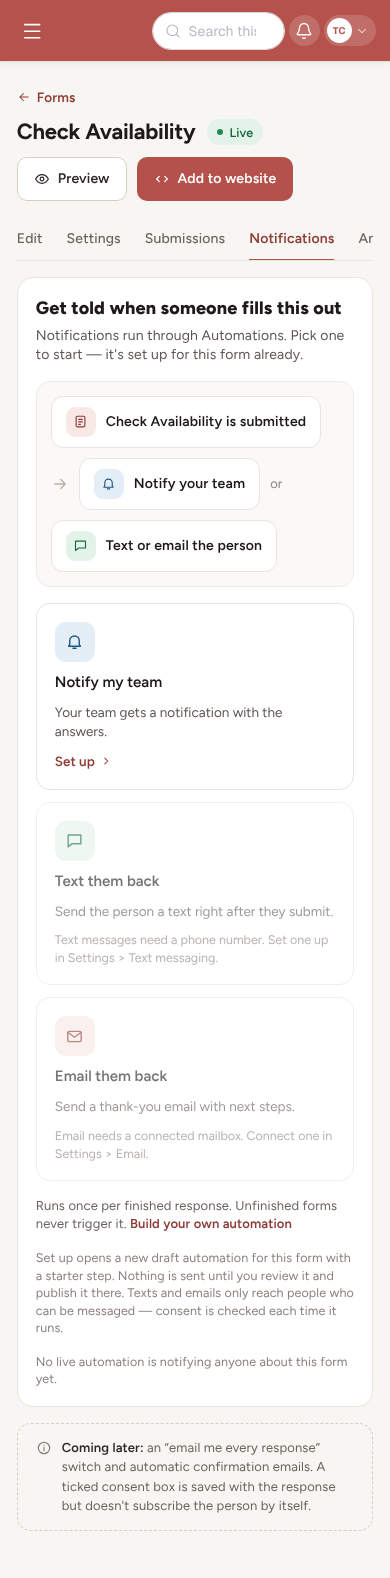 Search this
TC
Forms
Check Availability
Live
Preview
Add to website
Edit Settings Submissions Notifications Ar
Get told when someone fills this out
Notifications run through Automations. Pick one
to start — it's set up for this form already.
Check Availability is submitted
Notify your team or
Text or email the person
Notify my team
Your team gets a notification with the
answers.
Set up
Text them back
Send the person a text right after they submit.
Text messages need a phone number. Set one up
in Settings > Text messaging.
Email them back
Send a thank-you email with next steps.
Email needs a connected mailbox. Connect one in
Settings > Email.
Runs once per finished response. Unfinished forms
never trigger it. Build your own automation
Set up opens a new draft automation for this form with
a starter step. Nothing is sent until you review it and
publish it there. Texts and emails only reach people who
can be messaged — consent is checked each time it
runs.
No live automation is notifying anyone about this form
yet.
Coming later: an “email me every response”
switch and automatic confirmation emails. A
ticked consent box is saved with the response
but doesn't subscribe the person by itself.